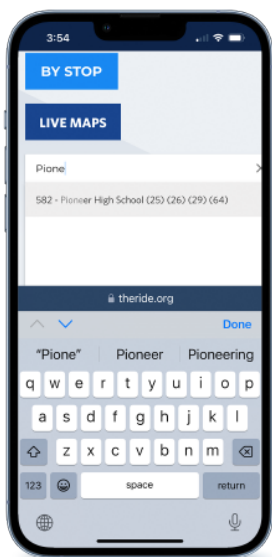 3:54
BY STOP
LIVE MAPS
Pione
582 - Pioneer High School (25) (26) (29) (64)
theride.org
Done
"Pione" Pioneer Pioneering
q w e r t y u i o p
a s d f g h j k l
z x c v b n m
123 space return